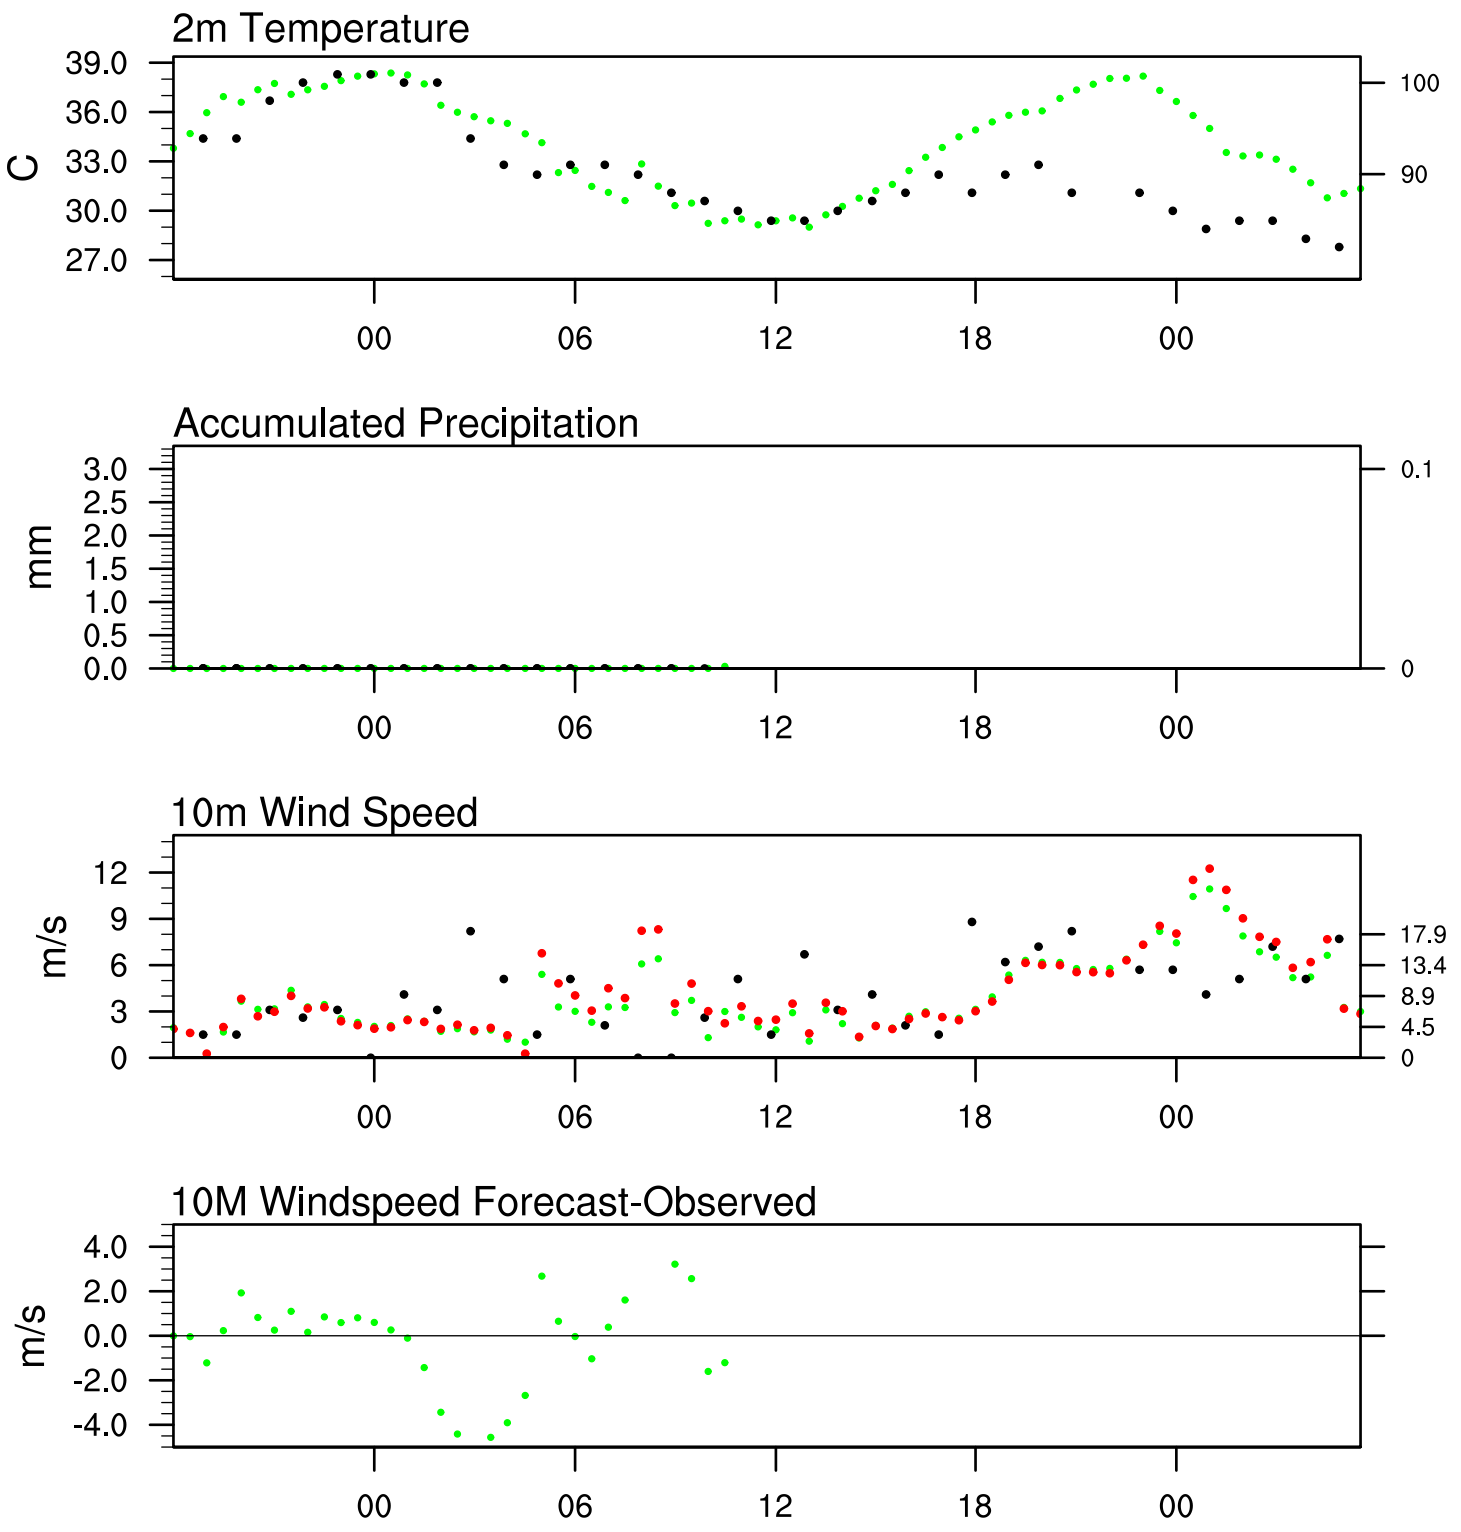 2m Temperature
39.0
36.0
33.0
30.0
27.0
C
100
90
00 06 12 18 00
Accumulated Precipitation
3.0
2.5
2.0
1.5
1.0
0.5
0.0
mm
0.1
0
00 06 12 18 00
10m Wind Speed
12
9
6
3
0
m/s
17.9
13.4
8.9
4.5
0
00 06 12 18 00
10M Windspeed Forecast-Observed
4.0
2.0
0.0
-2.0
-4.0
m/s
00 06 12 18 00